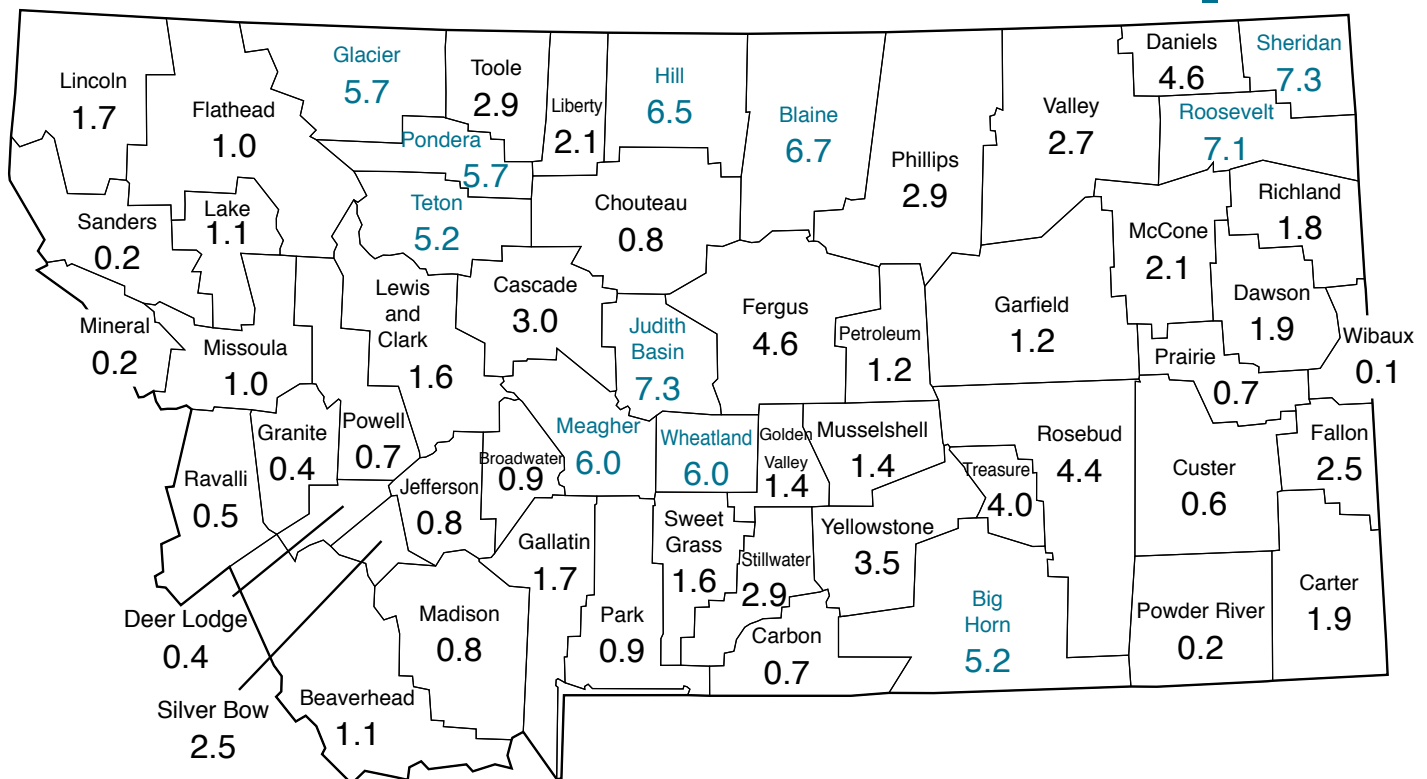 Lincoln
1.7
Flathead
1.0
Glacier
5.7
Toole
2.9
Liberty
2.1
Hill
6.5
Blaine
6.7
Phillips
2.9
Valley
2.7
Daniels
4.6
Sheridan
7.3
Roosevelt
7.1
Pondera
5.7
Teton
5.2
Chouteau
0.8
Sanders
0.2
Lake
1.1
Richland
1.8
McCone
2.1
Dawson
1.9
Wibaux
0.1
Mineral
0.2
Missoula
1.0
Lewis
and
Clark
1.6
Cascade
3.0
Judith
Basin
7.3
Fergus
4.6
Petroleum
1.2
Garfield
1.2
Prairie
0.7
Granite
0.4
Powell
0.7
Broadwater
0.9
Meagher
6.0
Wheatland
6.0
Golden
Valley
1.4
Musselshell
1.4
Treasure
4.0
Rosebud
4.4
Custer
0.6
Fallon
2.5
Ravalli
0.5
Jefferson
0.8
Gallatin
1.7
Sweet
Grass
1.6
Stillwater
2.9
Yellowstone
3.5
Deer Lodge
0.4
Madison
0.8
Park
0.9
Carbon
0.7
Big
Horn
5.2
Powder River
0.2
Carter
1.9
Silver Bow
2.5
Beaverhead
1.1